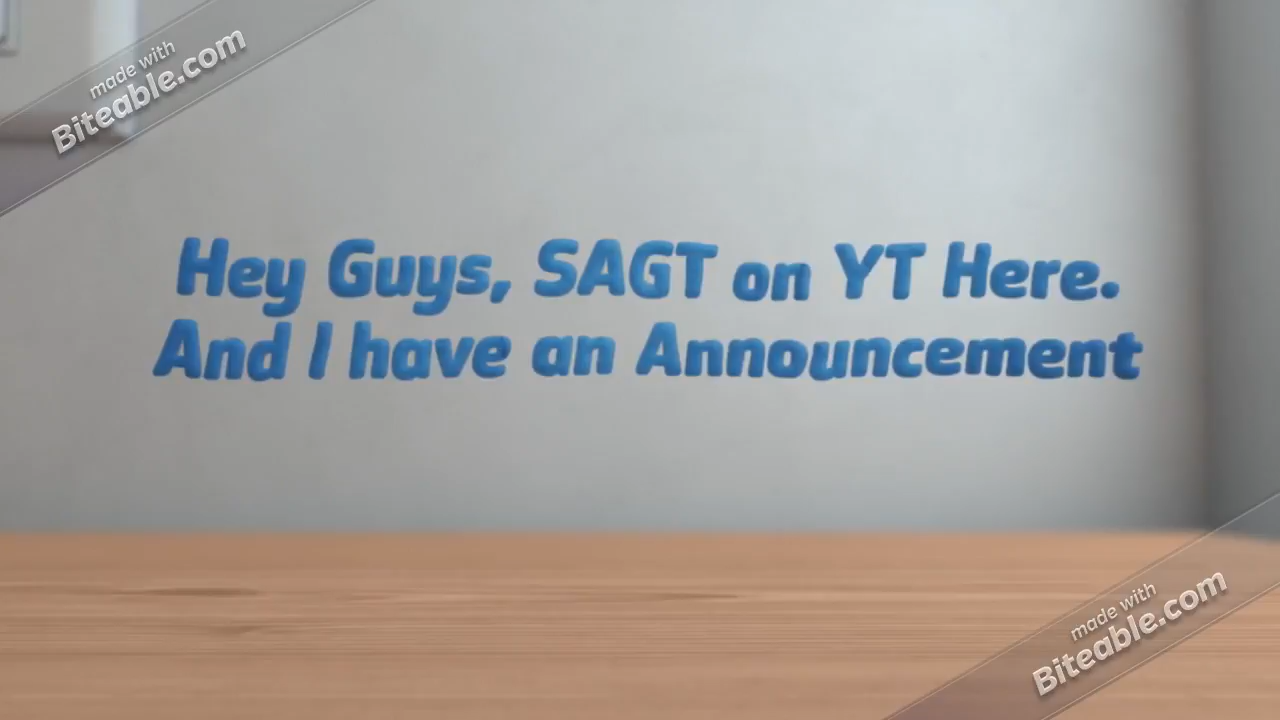 made with
Biteable.com
Hey Guys, SAGT on YT Here.
And I have an Announcement
made with
Biteable.com